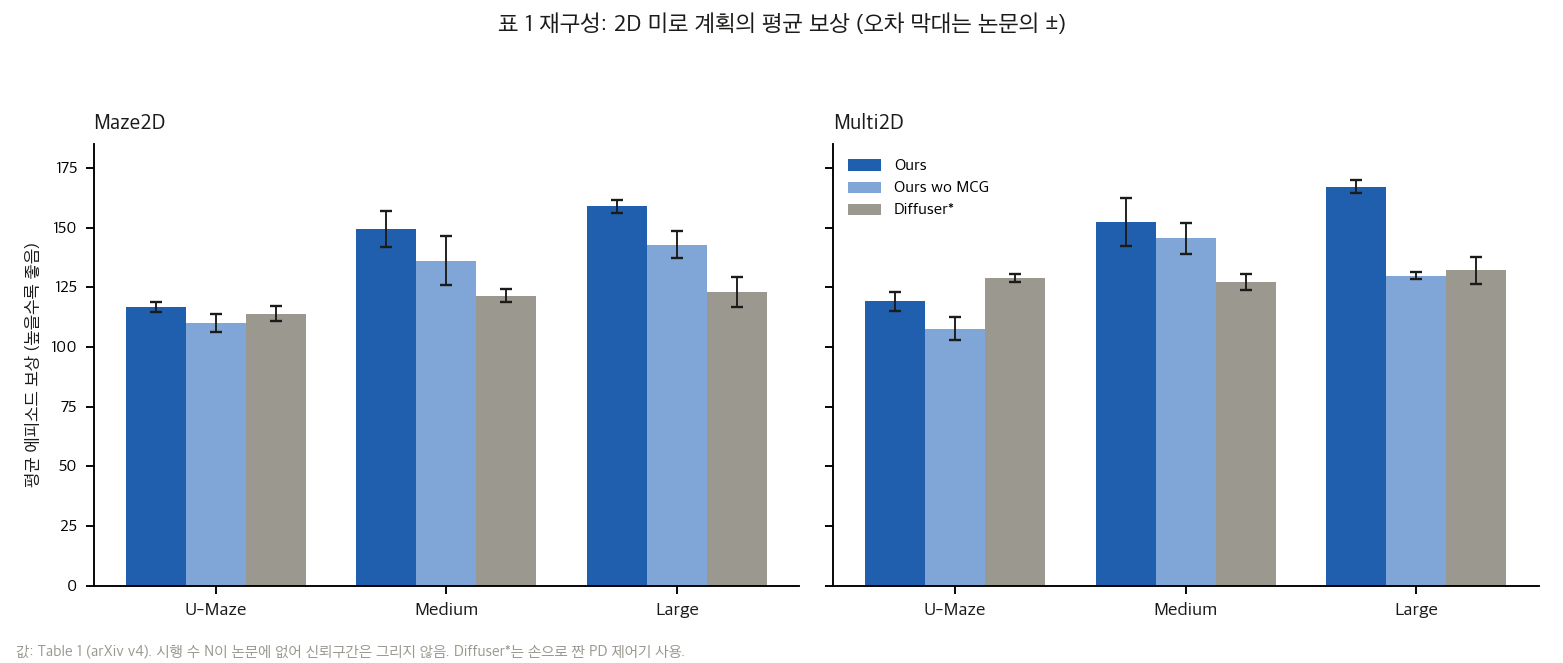 표 1 재구성: 2D 미로 계획의 평균 보상 (오차 막대는 논문의 ±)
Maze2D
Multi2D
평균 에피소드 보상 (높을수록 좋음)
175
150
125
100
75
50
25
0
Ours
Ours wo MCG
Diffuser*
U-Maze
Medium
Large
U-Maze
Medium
Large
값: Table 1 (arXiv v4). 시행 수 N이 논문에 없어 신뢰구간은 그리지 않음. Diffuser*는 손으로 짠 PD 제어기 사용.